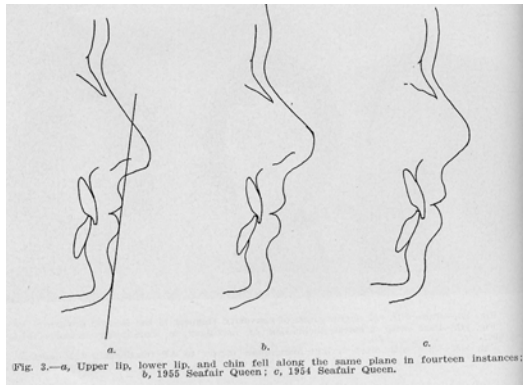 a.
b.
c.
Fig. 3.—a, Upper lip, lower lip, and chin fell along the same plane in fourteen instances;
b, 1955 Seafair Queen; c, 1954 Seafair Queen.